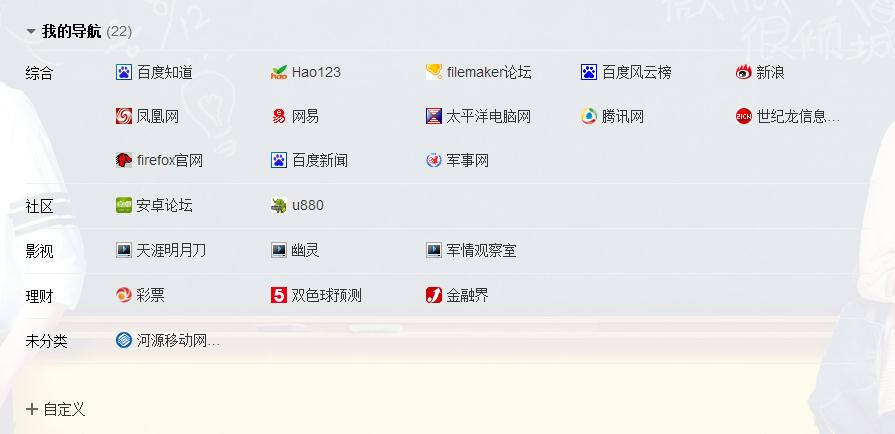 我的导航 (22)
综合 百度知道 Hao123 filemaker论坛 百度风云榜 新浪
凤凰网 网易 太平洋电脑网 腾讯网 世纪龙信息...
firefox官网 百度新闻 军事网
社区 安卓论坛 u880
影视 天涯明月刀 幽灵 军情观察室
理财 彩票 双色球预测 金融界
未分类 河源移动网...
+ 自定义